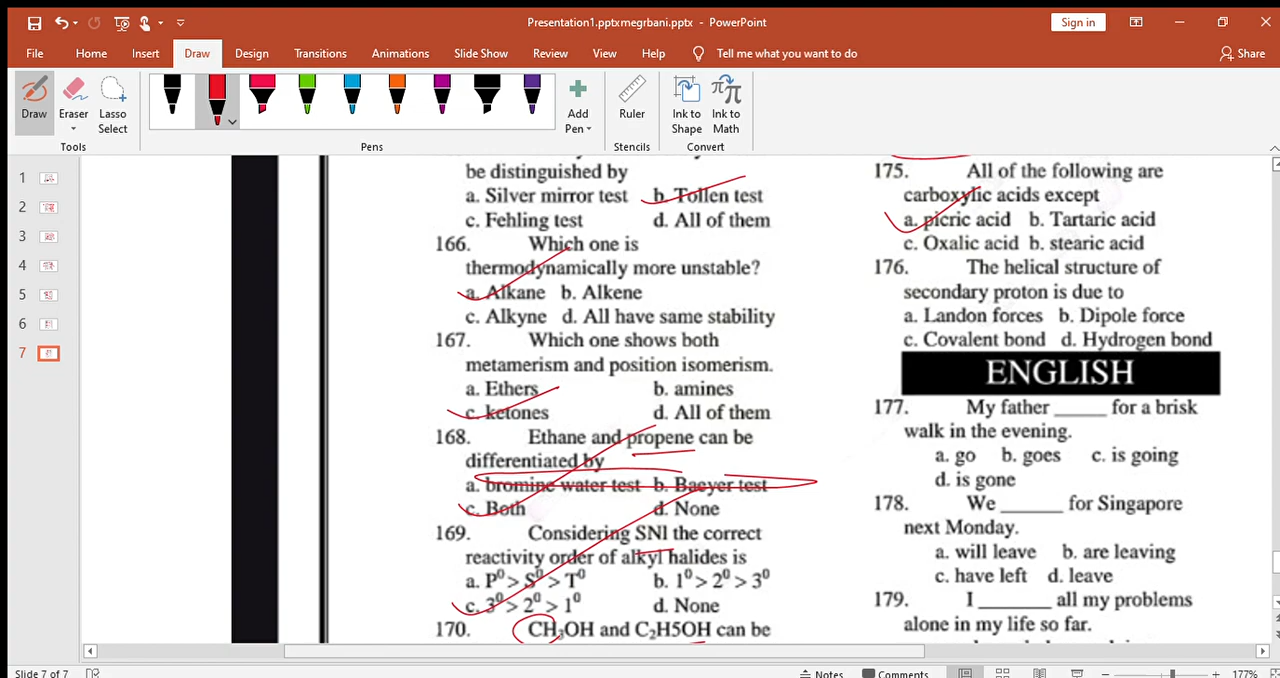 Presentation1.pptxmegrbani.pptx - PowerPoint
Sign in
File Home Insert Draw Design Transitions Animations Slide Show Review View Help Tell me what you want to do Share
Draw Eraser Lasso Select
Add Pen
Ruler
Ink to Shape Ink to Math
Tools Pens Stencils Convert
1
2
3
4
5
6
7
be distinguished by
a. Silver mirror test b. Tollen test
c. Fehling test d. All of them
166. Which one is
thermodynamically more unstable?
a. Alkane b. Alkene
c. Alkyne d. All have same stability
167. Which one shows both
metamerism and position isomerism.
a. Ethers b. amines
c. ketones d. All of them
168. Ethane and propene can be
differentiated by
a. bromine water test b. Baeyer test
c. Both d. None
169. Considering SNl the correct
reactivity order of alkyl halides is
a. P⁰ > S⁰ > T⁰ b. 1⁰ > 2⁰ > 3⁰
c. 3⁰ > 2⁰ > 1⁰ d. None
170. CH₃OH and C₂H5OH can be
175. All of the following are
carboxylic acids except
a. picric acid b. Tartaric acid
c. Oxalic acid b. stearic acid
176. The helical structure of
secondary proton is due to
a. Landon forces b. Dipole force
c. Covalent bond d. Hydrogen bond
ENGLISH
177. My father _____ for a brisk
walk in the evening.
a. go b. goes c. is going
d. is gone
178. We ______ for Singapore
next Monday.
a. will leave b. are leaving
c. have left d. leave
179. I _______ all my problems
alone in my life so far.
Slide 7 of 7
Notes Comments
177%